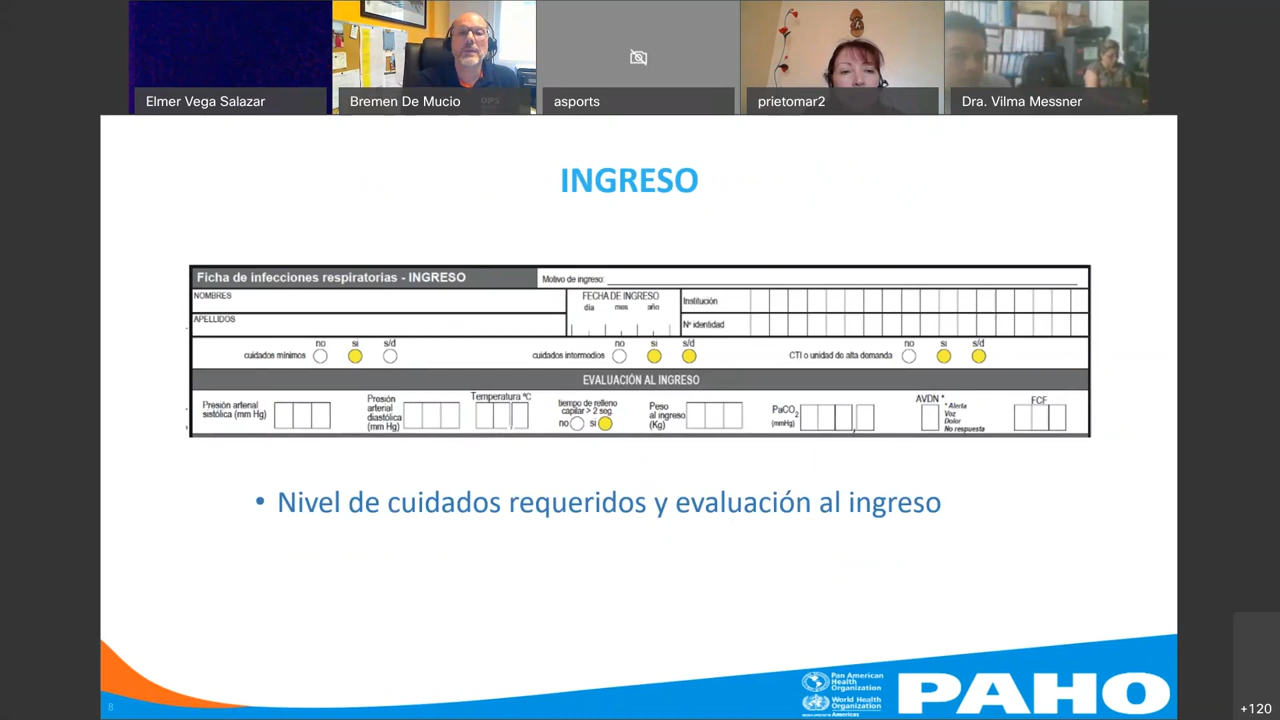 Elmer Vega Salazar
Bremen De Mucio
asports
prietomar2
Dra. Vilma Messner
INGRESO
Ficha de infecciones respiratorias - INGRESO
Motivo de ingreso:
NOMBRES
APELLIDOS
FECHA DE INGRESO
día mes año
Institución
Nº identidad
cuidados mínimos no si s/d
cuidados intermedios no si s/d
CTI o unidad de alta demanda no si s/d
EVALUACIÓN AL INGRESO
Presión arterial
sistólica (mm Hg)
Presión
arterial
diastólica
(mm Hg)
Temperatura ºC
tiempo de relleno
capilar > 2 seg.
no si
Peso
al ingreso
(Kg)
PaCO2
(mmHg)
AVDN *
* Alerta
Voz
Dolor
No respuesta
FCF
• Nivel de cuidados requeridos y evaluación al ingreso
8
Pan American
Health
Organization
World Health
Organization
Americas
PAHO
+120